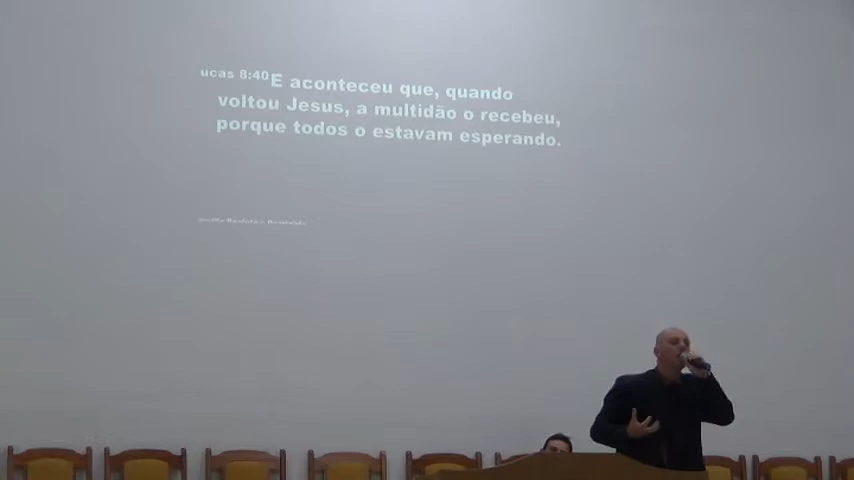 ucas 8:40 E aconteceu que, quando
voltou Jesus, a multidão o recebeu,
porque todos o estavam esperando.